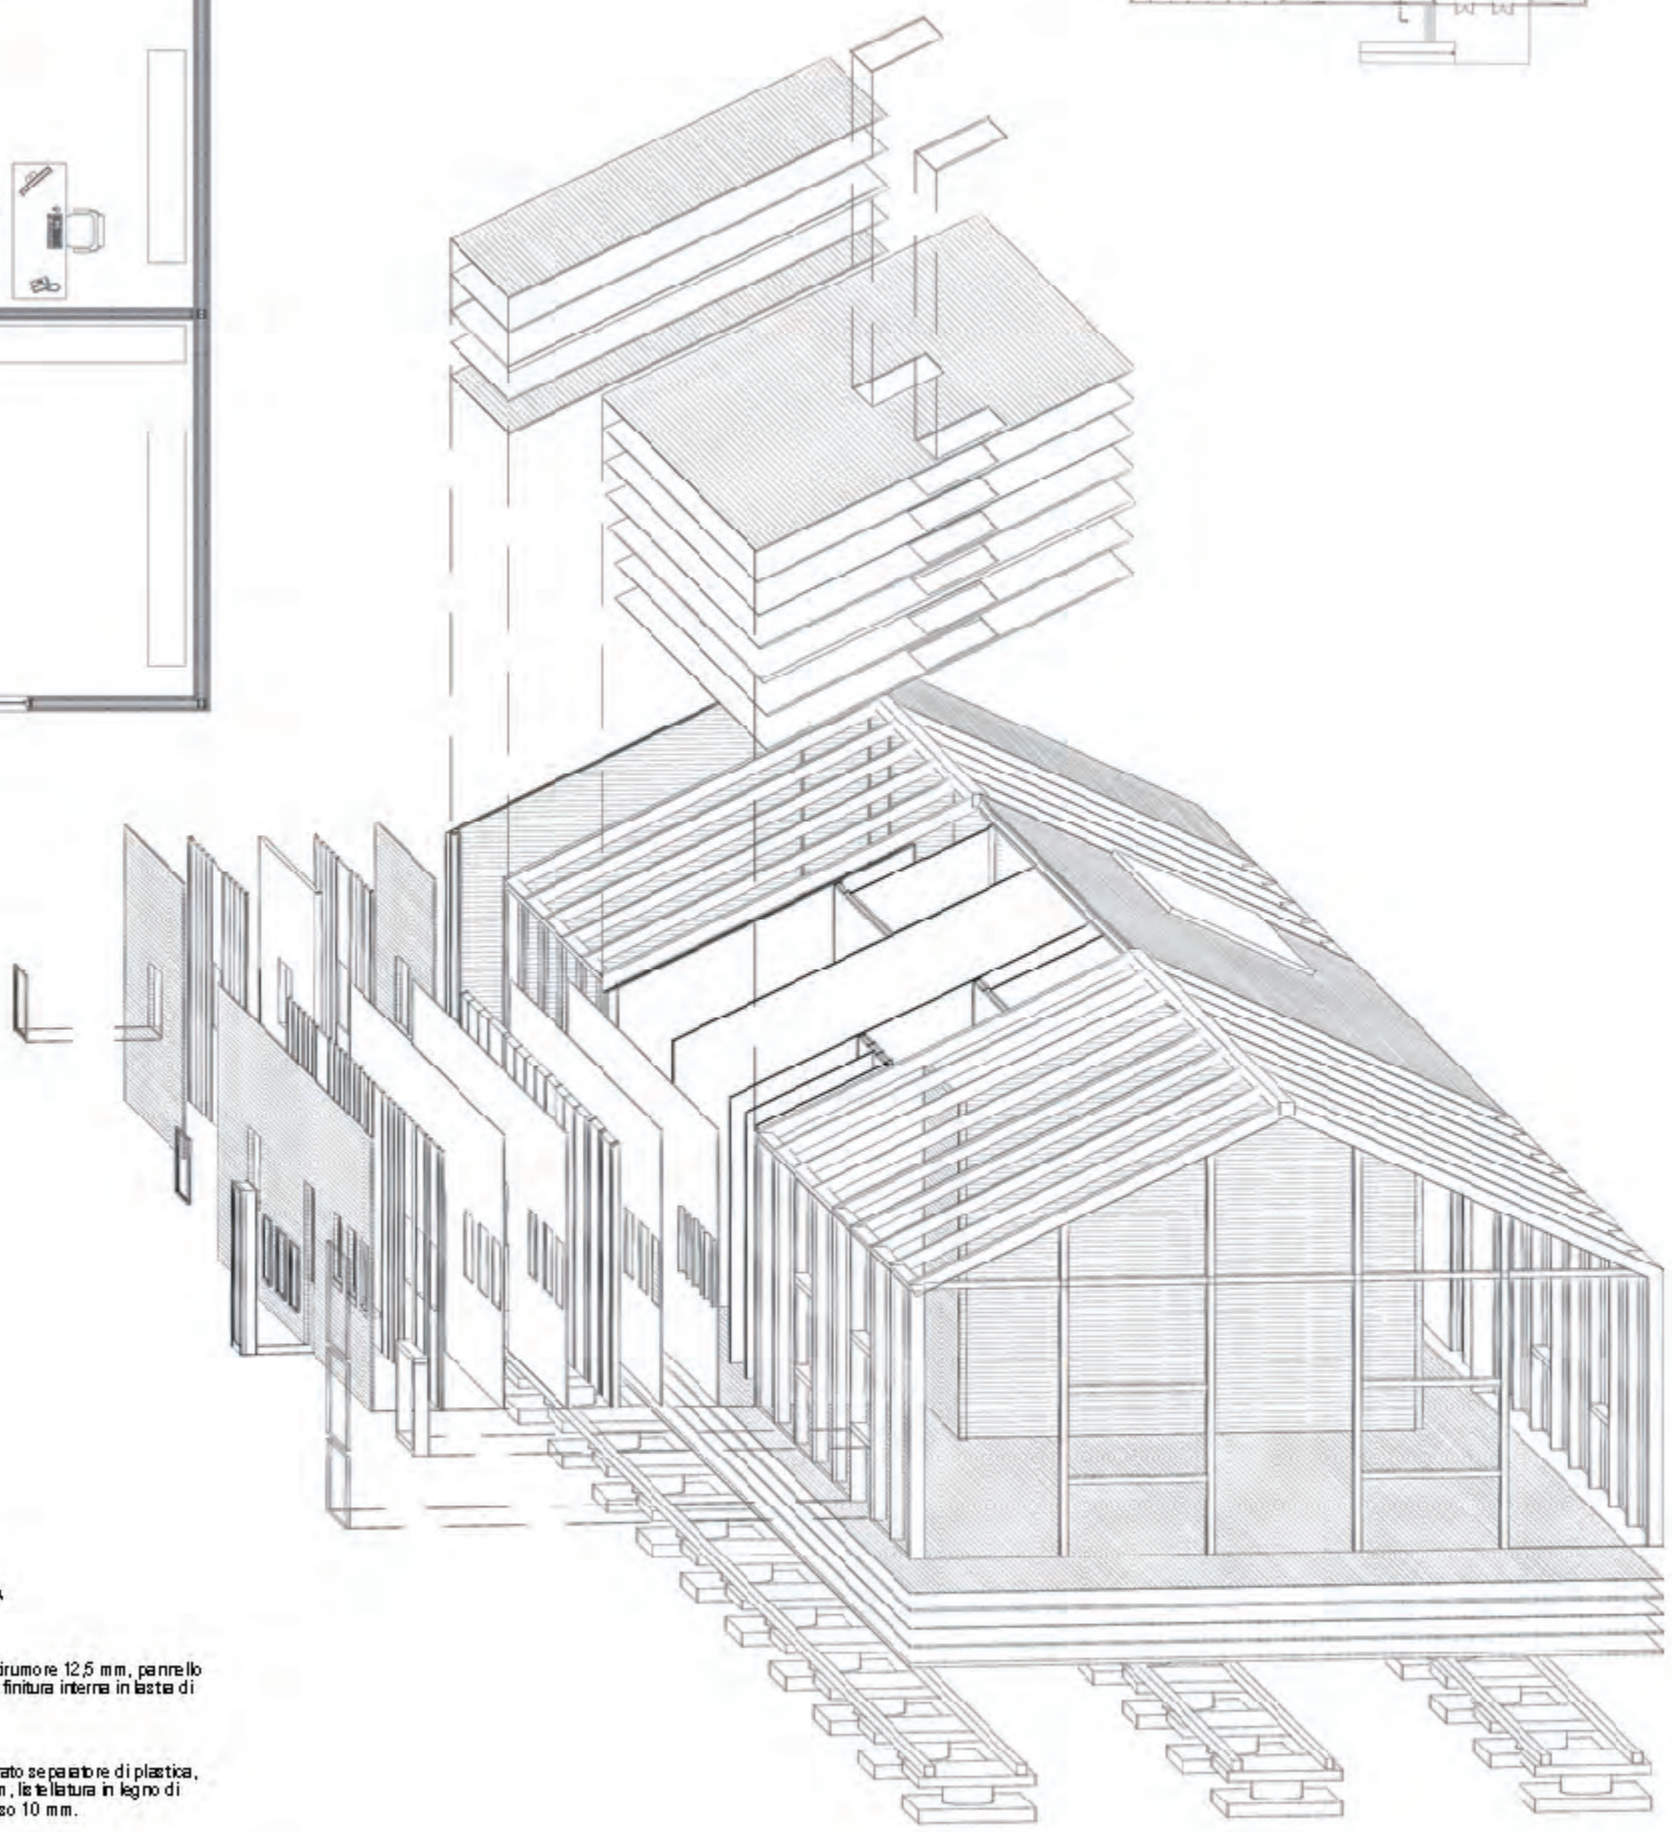 irumore 12,5 mm, pannello
finitura interna in lastra di
ato separatore di plastica,
n, listellatura in legno di
so 10 mm.